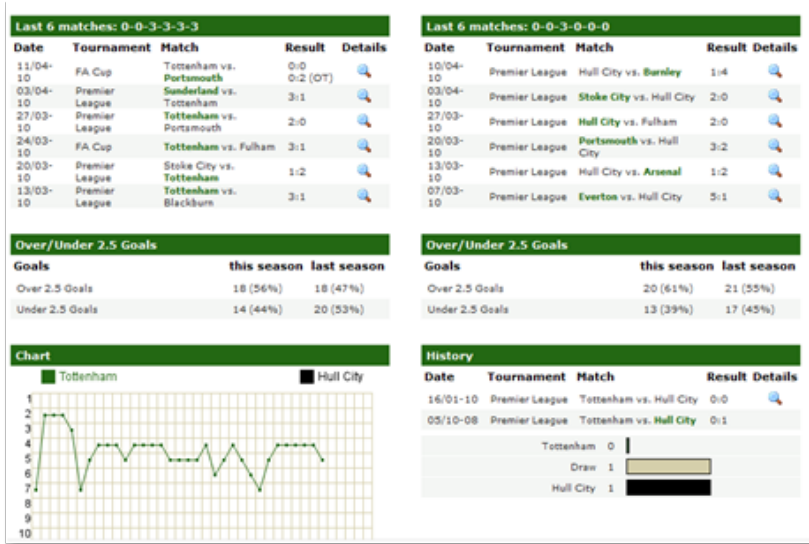 Last 6 matches: 0-0-3-3-3-3
Date Tournament Match Result Details
11/04-10 FA Cup Tottenham vs. Portsmouth 0:0 0:2 (OT)
03/04-10 Premier League Sunderland vs. Tottenham 3:1
27/03-10 Premier League Tottenham vs. Portsmouth 2:0
24/03-10 FA Cup Tottenham vs. Fulham 3:1
20/03-10 Premier League Stoke City vs. Tottenham 1:2
13/03-10 Premier League Tottenham vs. Blackburn 3:1
Last 6 matches: 0-0-3-0-0-0
Date Tournament Match Result Details
10/04-10 Premier League Hull City vs. Burnley 1:4
03/04-10 Premier League Stoke City vs. Hull City 2:0
27/03-10 Premier League Hull City vs. Fulham 2:0
20/03-10 Premier League Portsmouth vs. Hull City 3:2
13/03-10 Premier League Hull City vs. Arsenal 1:2
07/03-10 Premier League Everton vs. Hull City 5:1
Over/Under 2.5 Goals
Goals this season last season
Over 2.5 Goals 18 (56%) 18 (47%)
Under 2.5 Goals 14 (44%) 20 (53%)
Over/Under 2.5 Goals
Goals this season last season
Over 2.5 Goals 20 (61%) 21 (55%)
Under 2.5 Goals 13 (39%) 17 (45%)
Chart
Tottenham Hull City
1
2
3
4
5
6
7
8
9
10
History
Date Tournament Match Result Details
16/01-10 Premier League Tottenham vs. Hull City 0:0
05/10-08 Premier League Tottenham vs. Hull City 0:1
Tottenham 0
Draw 1
Hull City 1